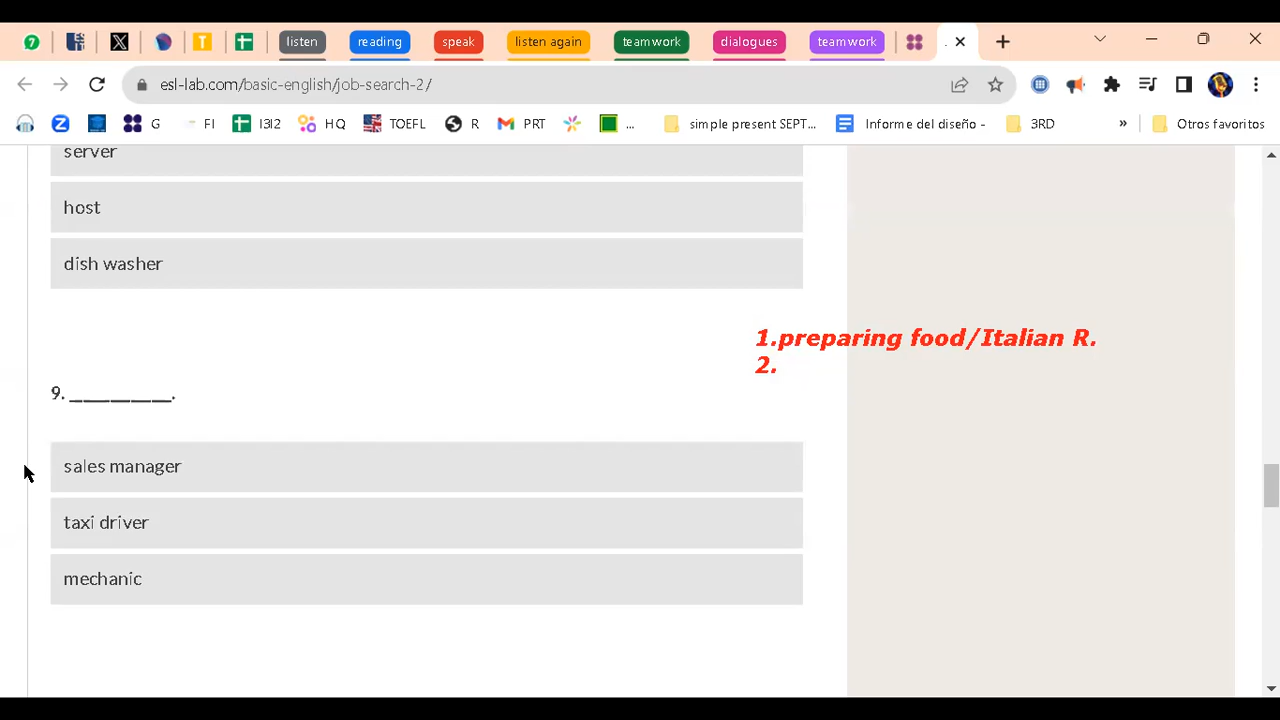 listen
reading
speak
listen again
teamwork
dialogues
teamwork
esl-lab.com/basic-english/job-search-2/
G
FI
I3I2
HQ
TOEFL
R
PRT
...
simple present SEPT...
Informe del diseño -
3RD
»
Otros favoritos
server
host
dish washer
1.preparing food/Italian R.
2.
9. __________.
sales manager
taxi driver
mechanic